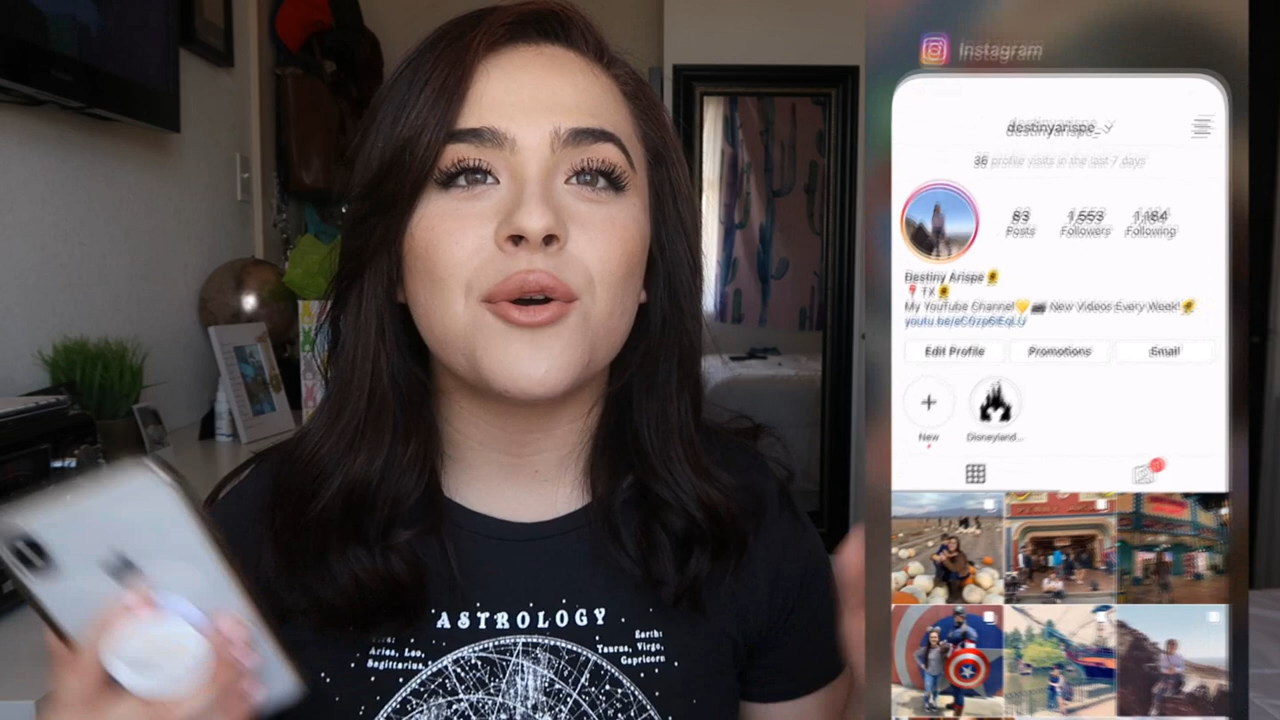 Instagram
destinyarispe_
36 profile visits in the last 7 days
83
1,553
Posts
Followers
Following
Destiny Arispe
TX
My YouTube Channel New Videos Every Week!
Edit Profile
Promotions
Email
New
Disneyland...
ASTROLOGY
Aries, Leo,
Sagittarius.
Earth:
Taurus, Virgo,
Capricorn